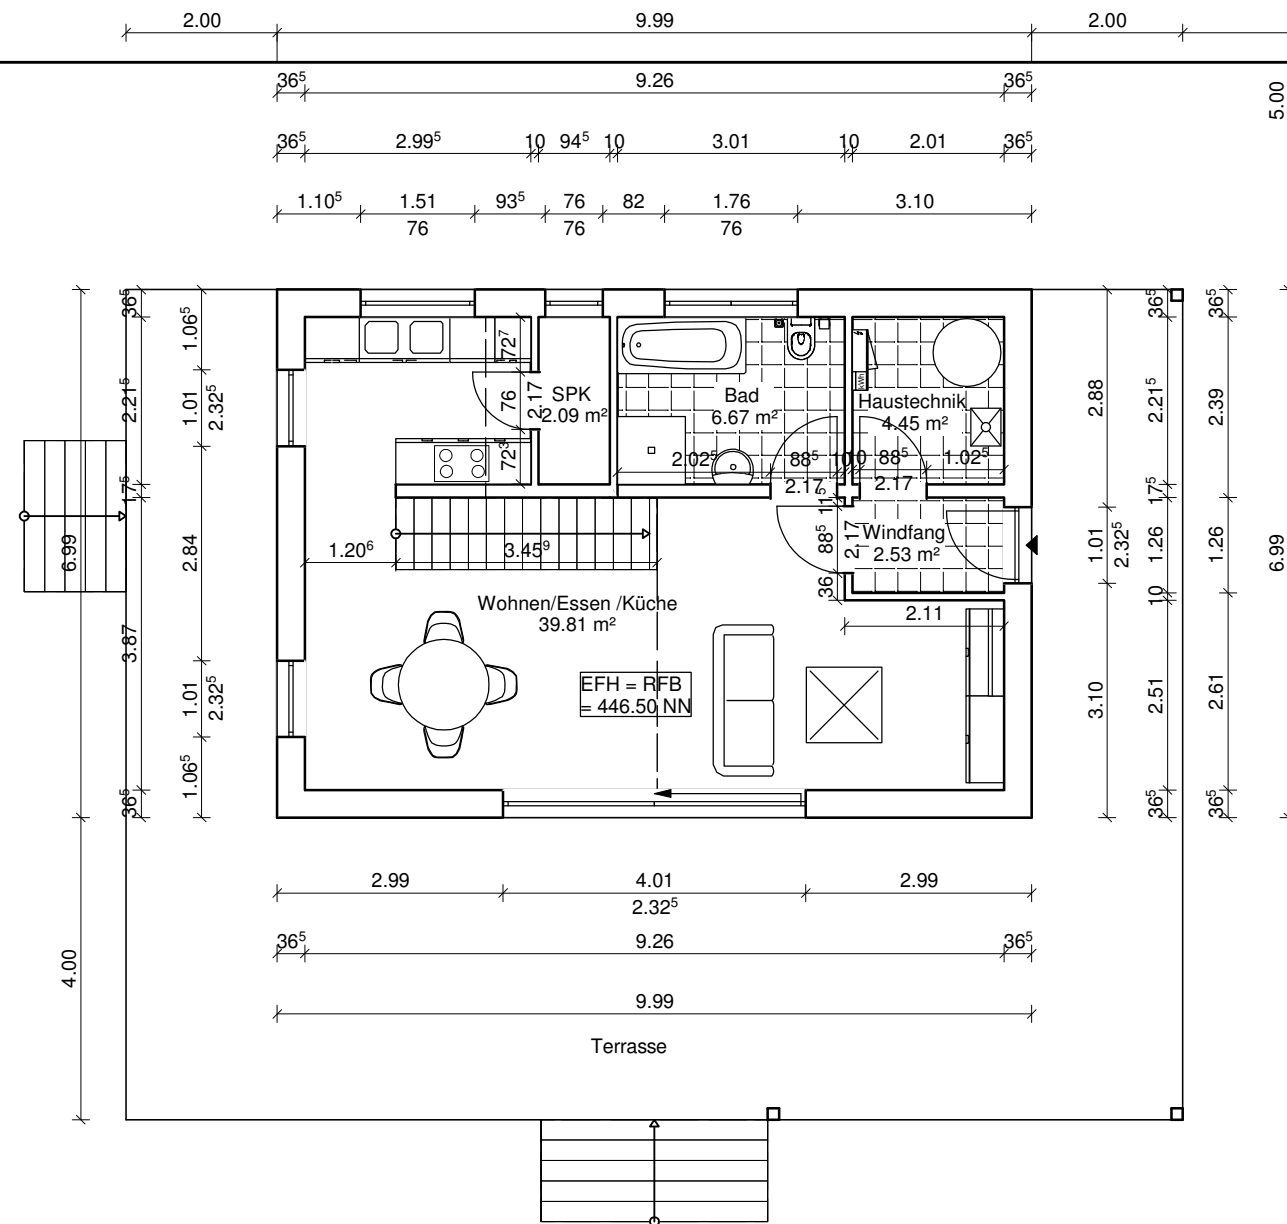 2.00 9.99 2.00
36⁵ 9.26 36⁵
5.00
36⁵ 2.99⁵ 10 94⁵ 10 3.01 10 2.01 36⁵
1.10⁵ 1.51 93⁵ 76 82 1.76 3.10
76 76 76
36⁵ 1.06⁵ 36⁵ 36⁵
2.21⁵ 1.01 2.32⁵ 2.88 2.21⁵ 2.39
72⁷
76 2.17
SPK
2.09 m²
72³
Bad
6.67 m²
Haustechnik
4.45 m²
kWh
2.02⁵ 88⁵ 10 10 88⁵ 1.02⁵
2.17 2.17
17⁵ 11⁵ 17⁵
6.99 2.84 88⁵ 2.17
Windfang
2.53 m²
1.01 2.32⁵ 1.26 1.26 6.99
1.20⁶ 3.45⁹
36 10
Wohnen/Essen /Küche
39.81 m²
2.11
3.87 1.01 2.32⁵
EFH = RFB
= 446.50 NN
3.10 2.51 2.61
1.06⁵
36⁵ 36⁵ 36⁵
2.99 4.01 2.99
2.32⁵
36⁵ 9.26 36⁵
4.00
9.99
Terrasse